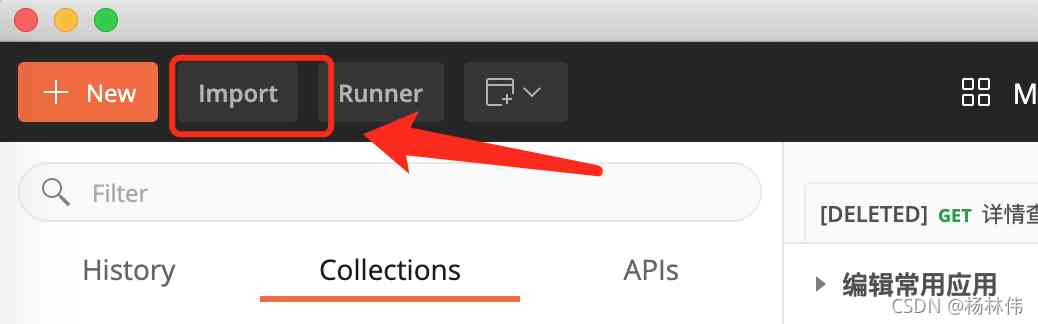 New Import Runner M
Filter
[DELETED] GET 详情查
History Collections APIs
编辑常用应用
CSDN @杨林伟